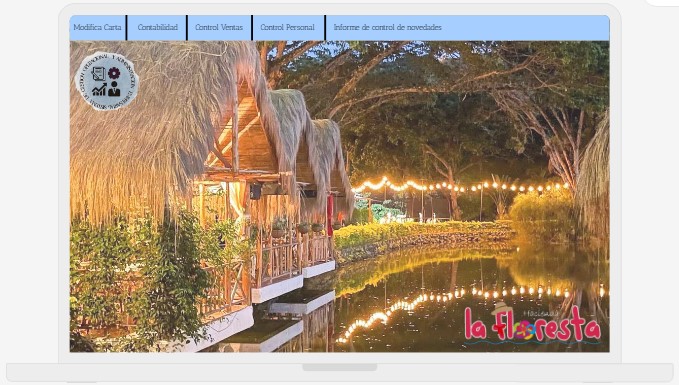 Modifica Carta
Contabilidad
Control Ventas
Control Personal
Informe de control de novedades
Hacienda
la floresta